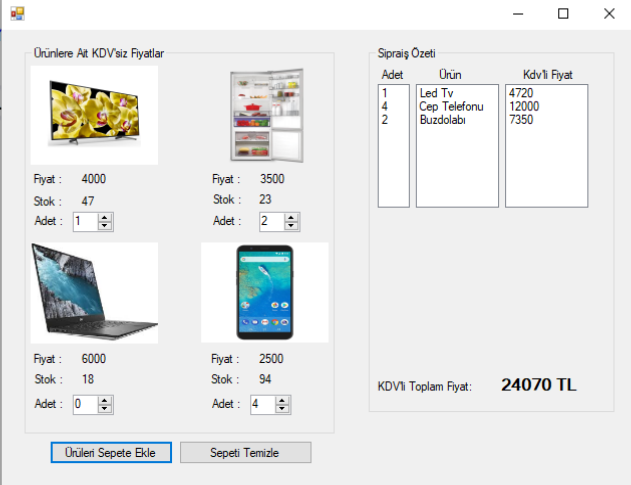 Ürünlere Ait KDV'siz Fiyatlar
Fiyat : 4000
Stok : 47
Adet : 1
Fiyat : 3500
Stok : 23
Adet : 2
Fiyat : 6000
Stok : 18
Adet : 0
Fiyat : 2500
Stok : 94
Adet : 4
Ürüleri Sepete Ekle
Sepeti Temizle
Sipraiş Özeti
Adet Ürün Kdv'li Fiyat
1 Led Tv 4720
4 Cep Telefonu 12000
2 Buzdolabı 7350
KDV'li Toplam Fiyat: 24070 TL